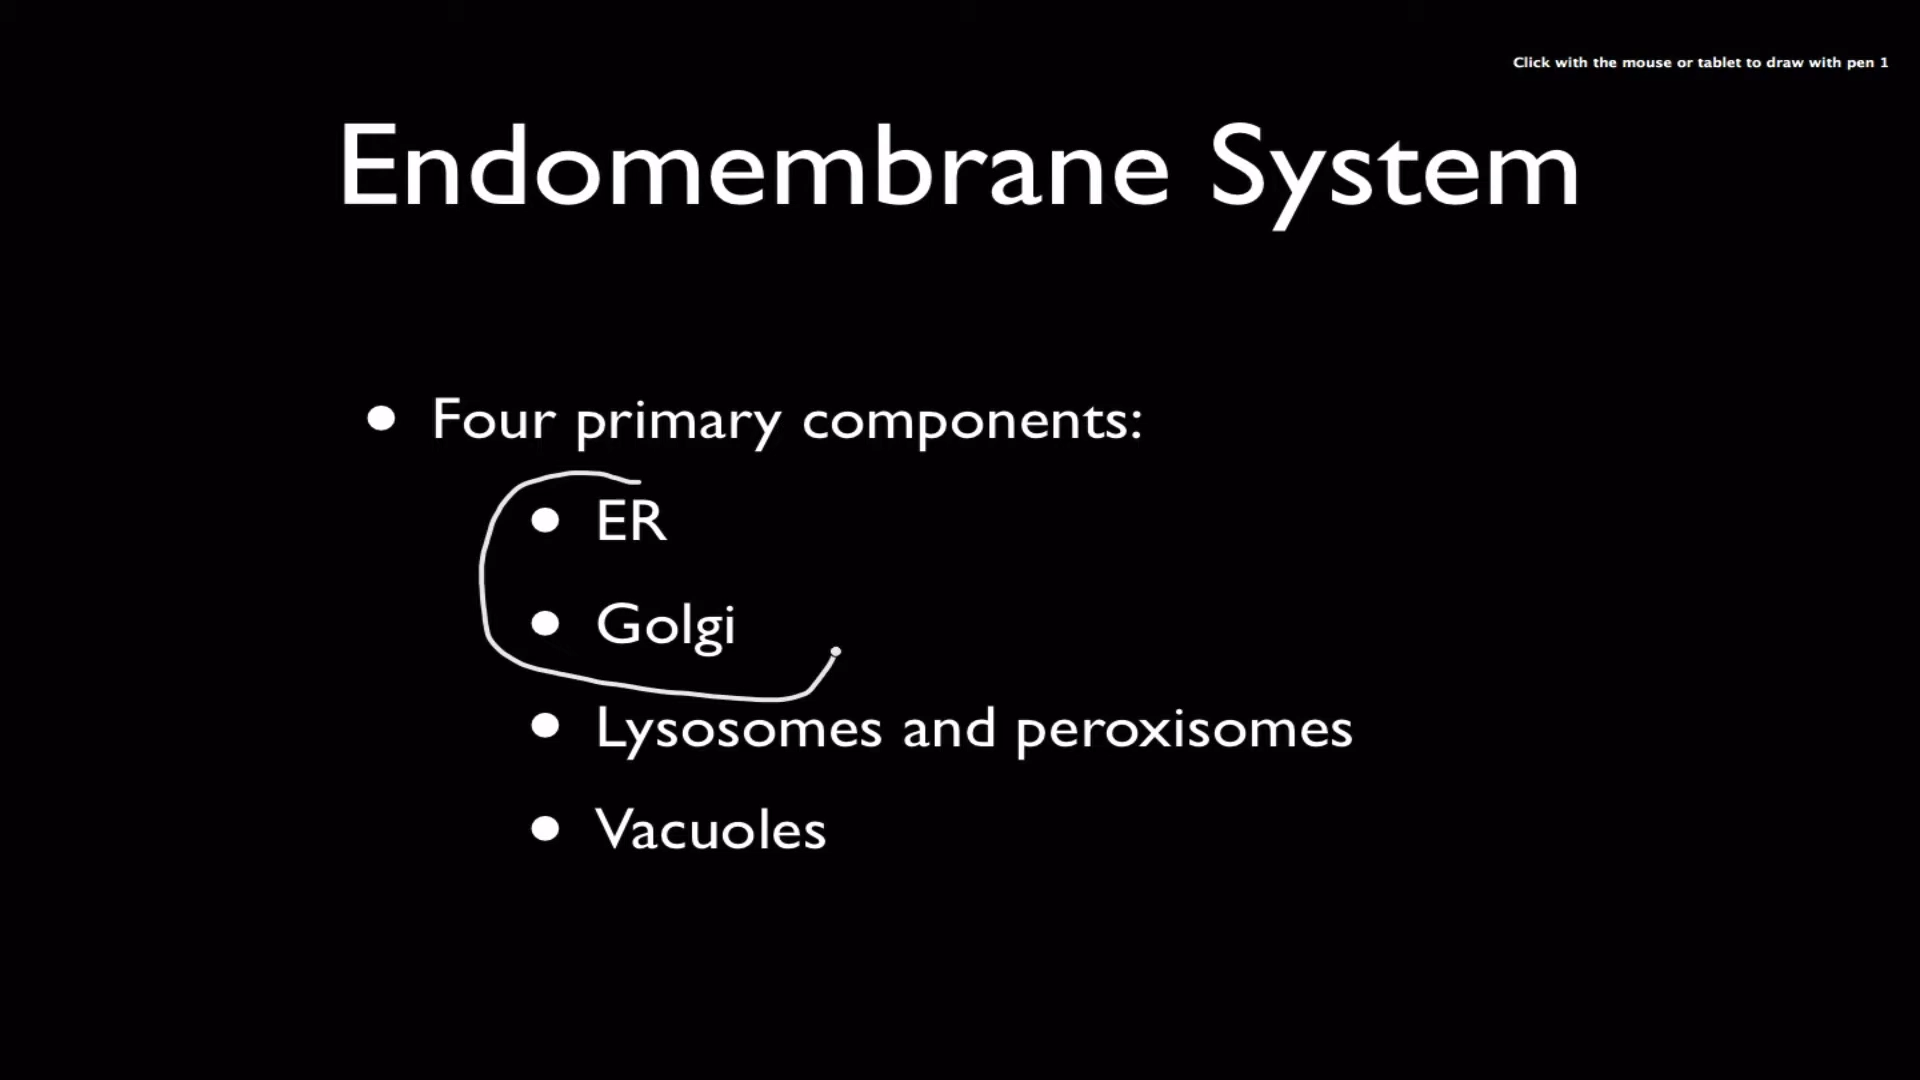 Click with the mouse or tablet to draw with pen 1
Endomembrane System
• Four primary components:
• ER
• Golgi
• Lysosomes and peroxisomes
• Vacuoles